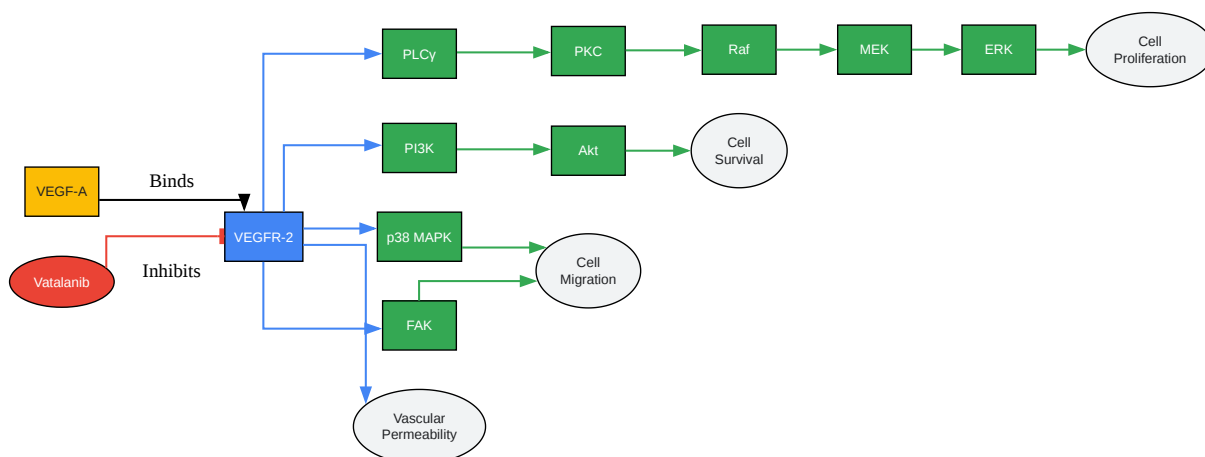 PLCγ
PKC
Raf
MEK
ERK
Cell
Proliferation
PI3K
Akt
Cell
Survival
VEGF-A
Binds
VEGFR-2
p38 MAPK
Vatalanib
Inhibits
Cell
Migration
FAK
Vascular
Permeability